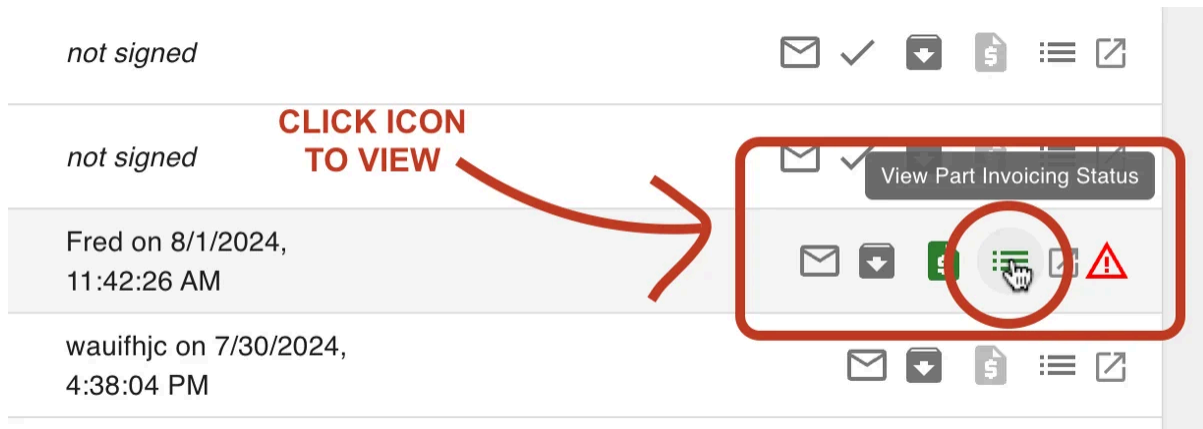 not signed
CLICK ICON
TO VIEW
not signed
View Part Invoicing Status
Fred on 8/1/2024,
11:42:26 AM
wauifhjc on 7/30/2024,
4:38:04 PM